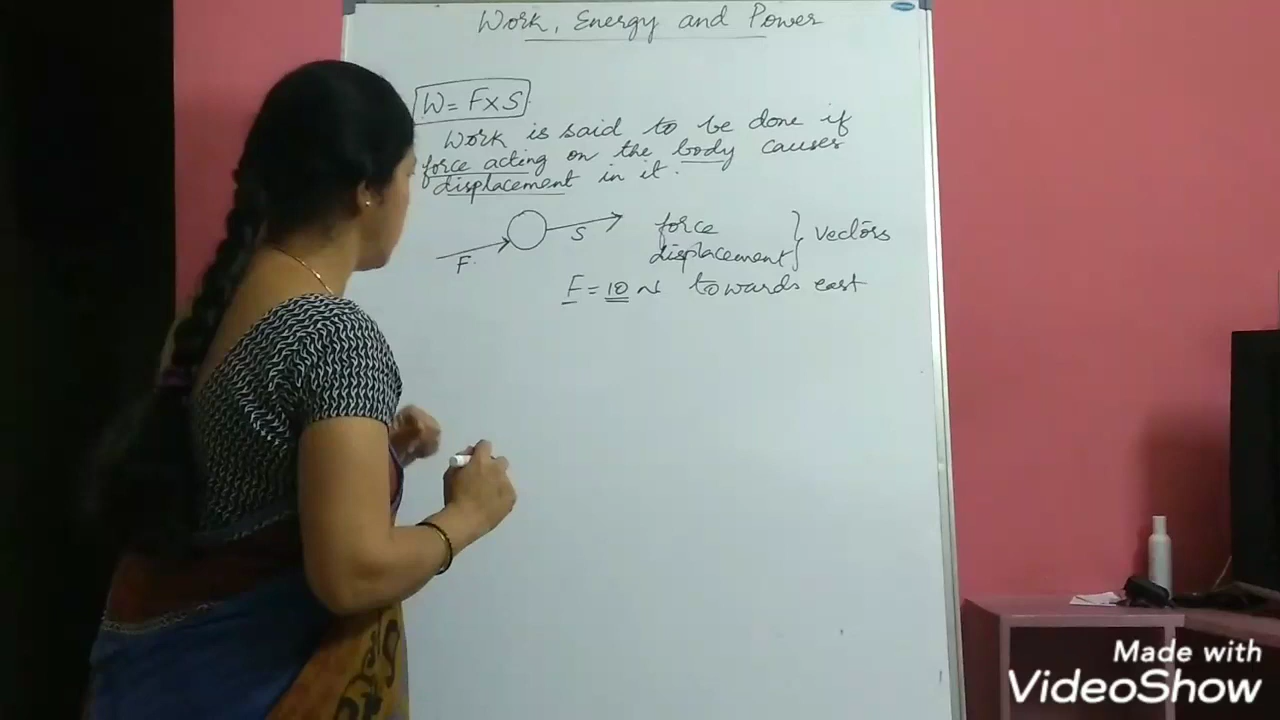 Work, Energy and Power
W = F×S
Work is said to be done if
force acting on the body causes
displacement in it.
F
S
force
displacement } vectors
F = 10 N towards east
Made with
VideoShow